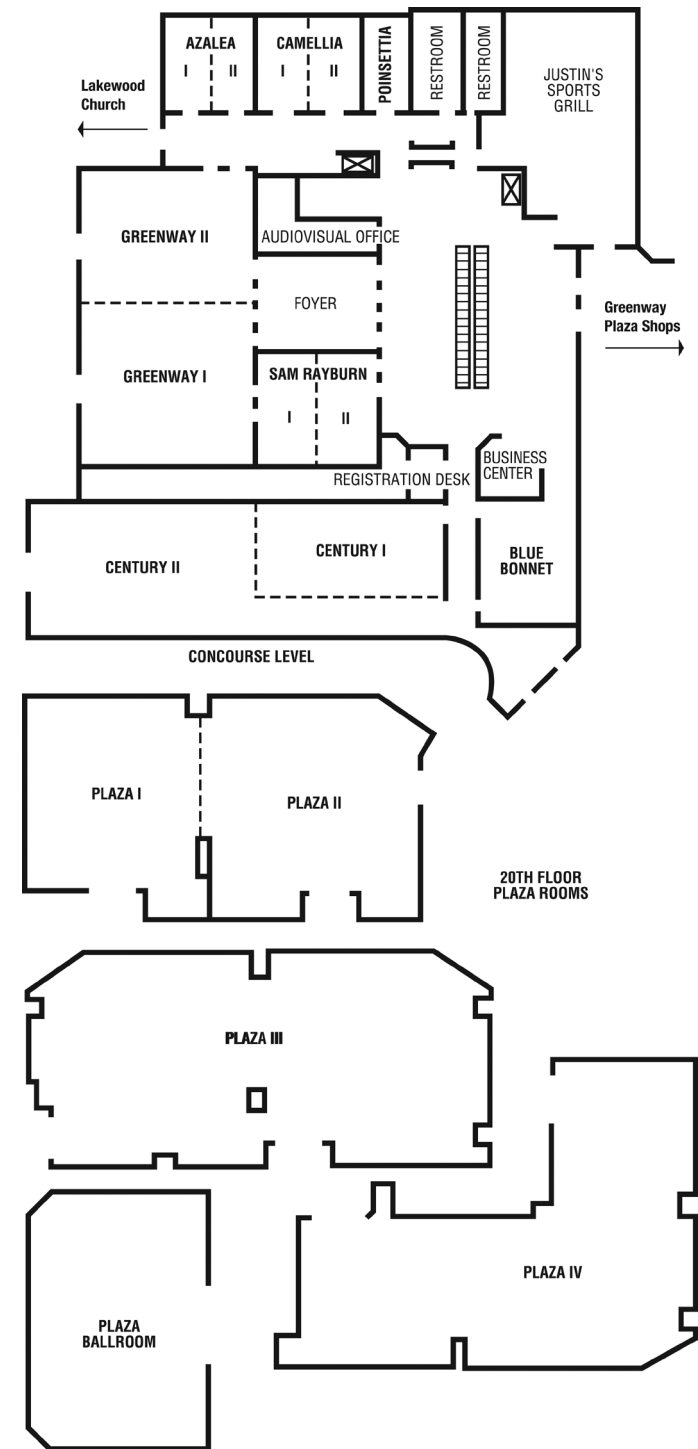 AZALEA
I
II
CAMELLIA
I
II
POINSETTIA
RESTROOM
RESTROOM
JUSTIN'S
SPORTS
GRILL
Lakewood
Church
GREENWAY II
AUDIOVISUAL OFFICE
FOYER
Greenway
Plaza Shops
GREENWAY I
SAM RAYBURN
I
II
REGISTRATION DESK
BUSINESS
CENTER
CENTURY II
CENTURY I
BLUE
BONNET
CONCOURSE LEVEL
PLAZA I
PLAZA II
20TH FLOOR
PLAZA ROOMS
PLAZA III
PLAZA IV
PLAZA
BALLROOM